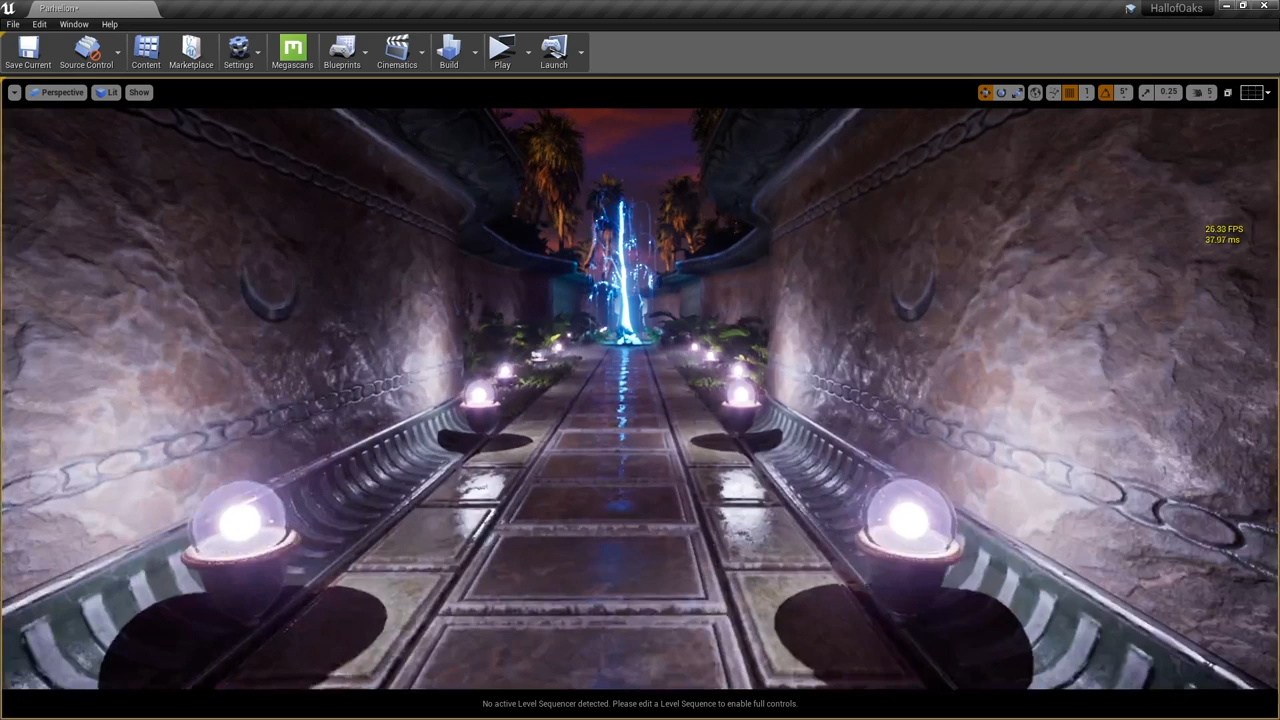 Parhelion*
HallofOaks
File Edit Window Help
Save Current Source Control Content Marketplace Settings Megascans Blueprints Cinematics Build Play Launch
Perspective Lit Show 1 5° 0.25 5
26.33 FPS
37.97 ms
No active Level Sequencer detected. Please edit a Level Sequence to enable full controls.